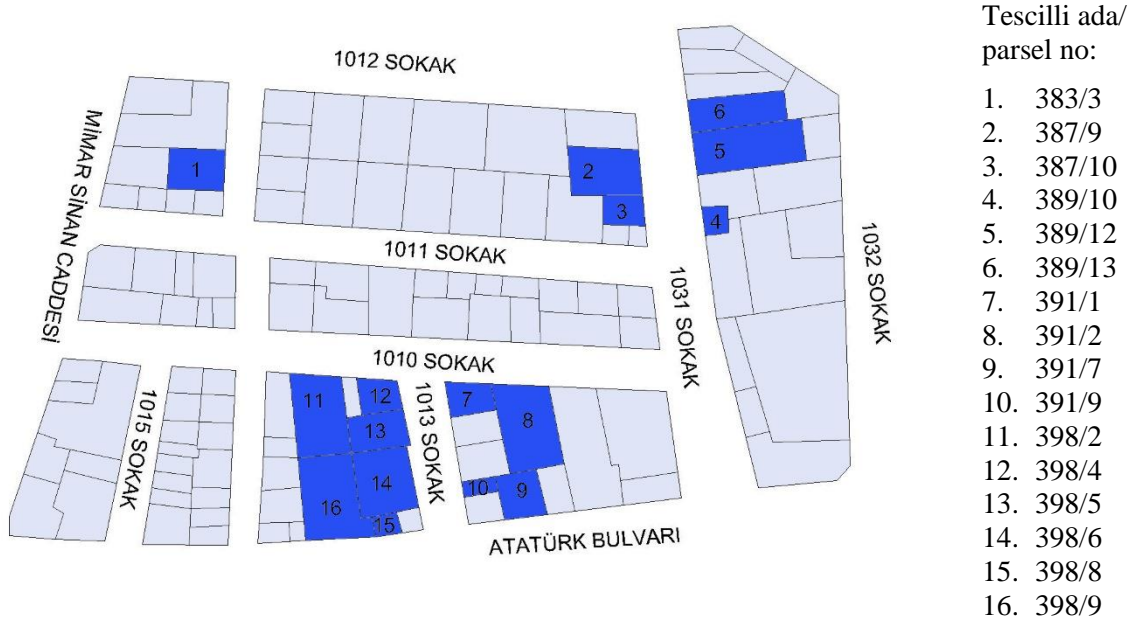 1012 SOKAK
MİMAR SİNAN CADDESİ
1
2
3
6
5
4
1011 SOKAK
1031 SOKAK
1032 SOKAK
1010 SOKAK
1015 SOKAK
11
12
13
14
16
15
1013 SOKAK
7
8
10
9
ATATÜRK BULVARI
Tescilli ada/
parsel no:
1. 383/3
2. 387/9
3. 387/10
4. 389/10
5. 389/12
6. 389/13
7. 391/1
8. 391/2
9. 391/7
10. 391/9
11. 398/2
12. 398/4
13. 398/5
14. 398/6
15. 398/8
16. 398/9